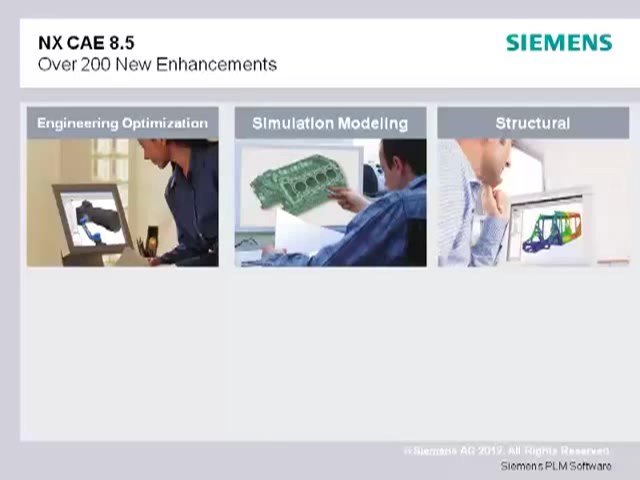 NX CAE 8.5
Over 200 New Enhancements
SIEMENS
Engineering Optimization
Simulation Modeling
Structural
© Siemens AG 2012. All Rights Reserved.
Siemens PLM Software